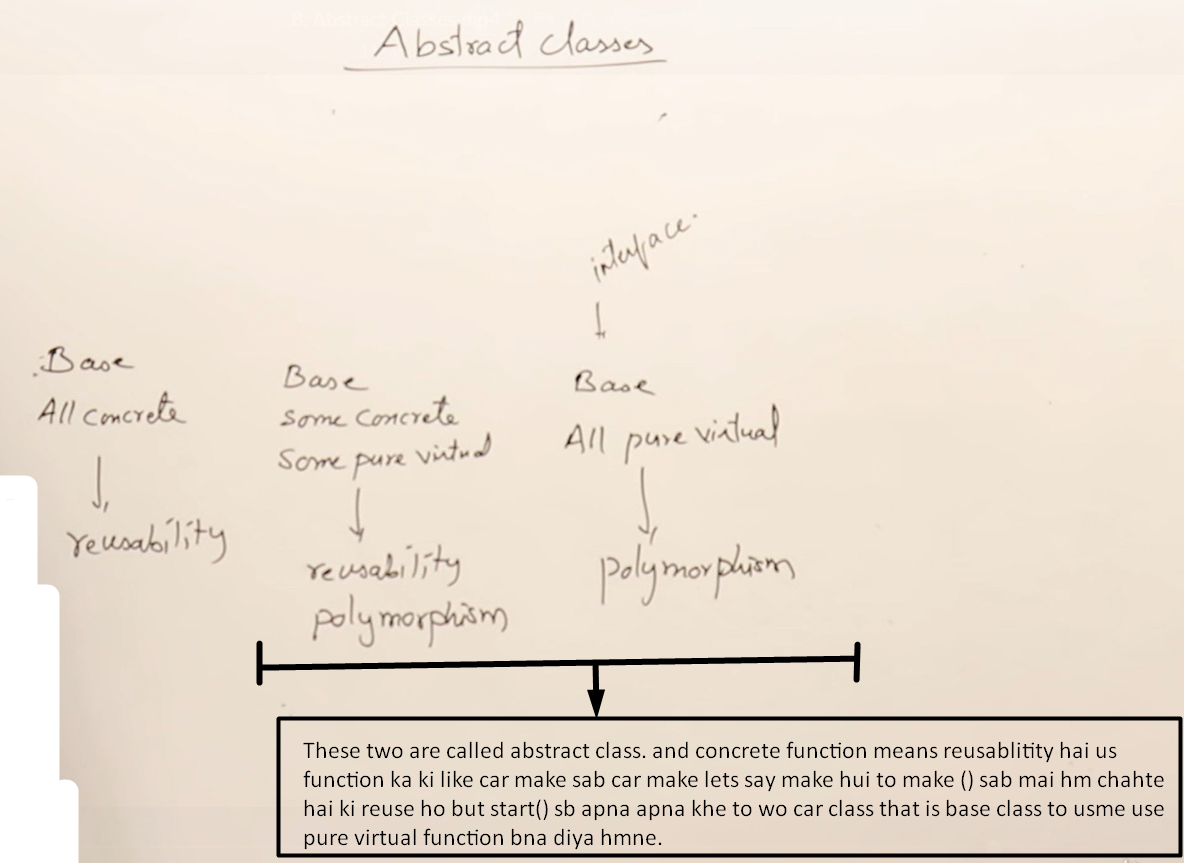 Abstract classes
interface.
Base
All concrete
reusability
Base
Some Concrete
Some pure virtual
reusability
polymorphism
Base
All pure virtual
polymorphism
These two are called abstract class. and concrete function means reusablitity hai us
function ka ki like car make sab car make lets say make hui to make () sab mai hm chahte
hai ki reuse ho but start() sb apna apna khe to wo car class that is base class to usme use
pure virtual function bna diya hmne.